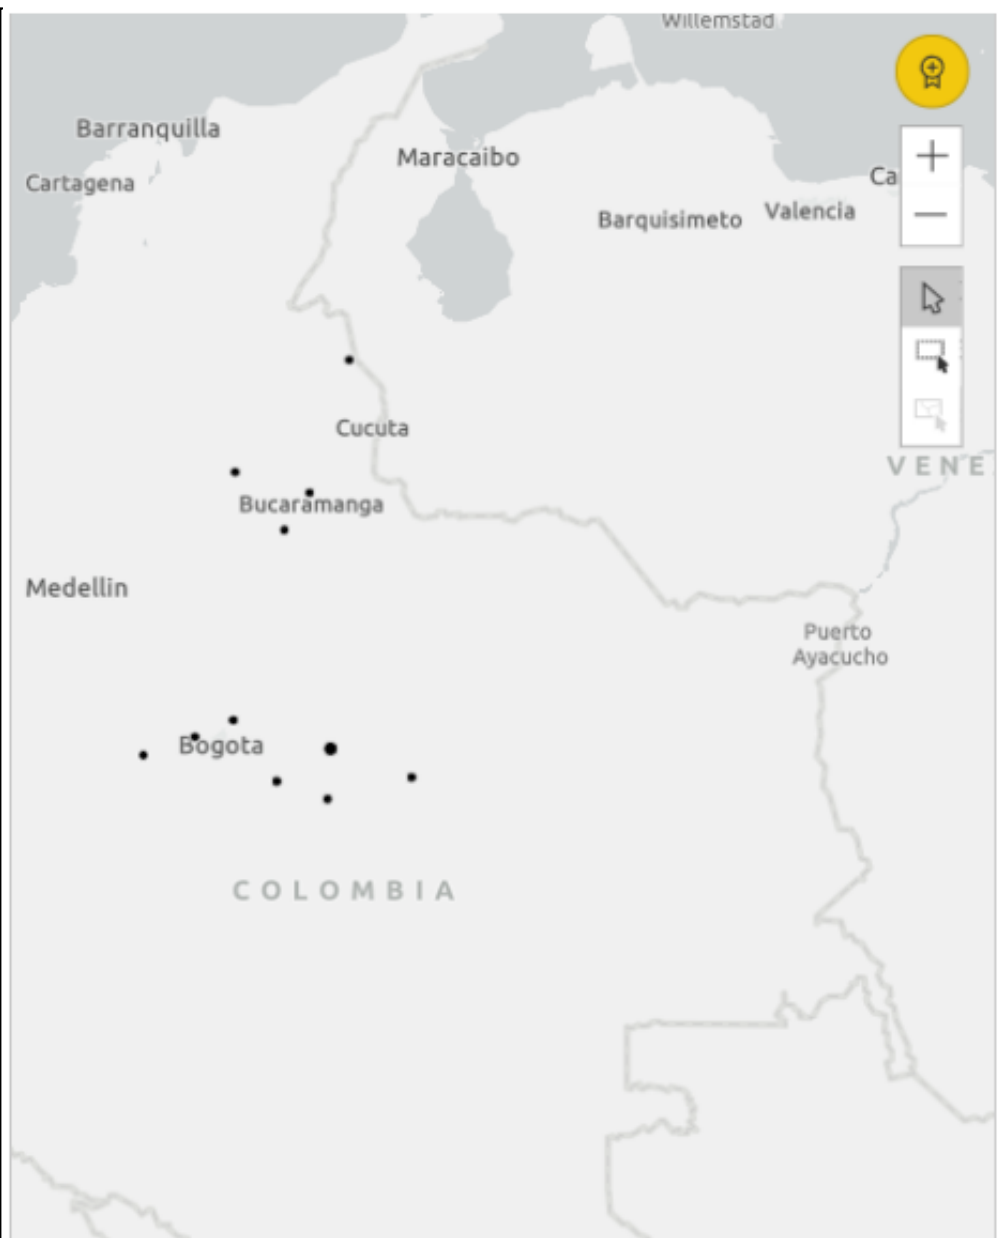 Willemstad
Barranquilla
Maracaibo
Cartagena
Ca
Barquisimeto
Valencia
Cucuta
VENE
Bucaramanga
Medellin
Puerto
Ayacucho
Bogota
COLOMBIA